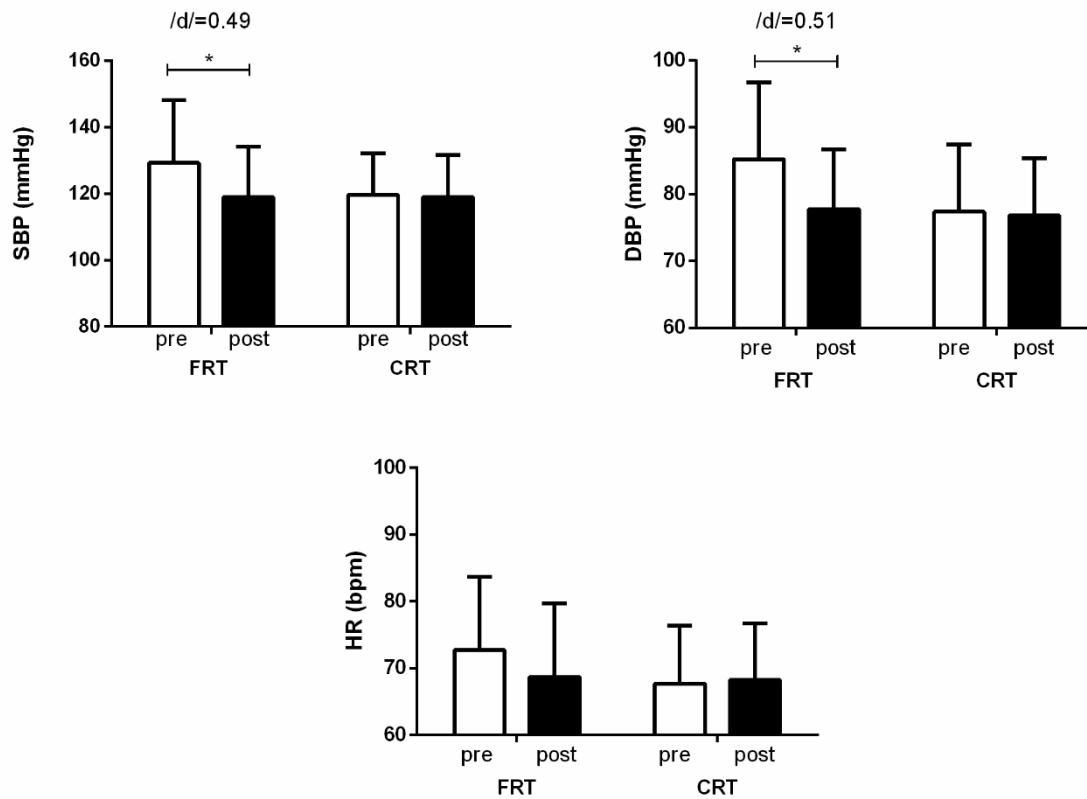 /d/=0.49
*
160
140
120
100
80
SBP (mmHg)
pre post pre post
FRT CRT
/d/=0.51
*
100
90
80
70
60
DBP (mmHg)
pre post pre post
FRT CRT
100
90
80
70
60
HR (bpm)
pre post pre post
FRT CRT